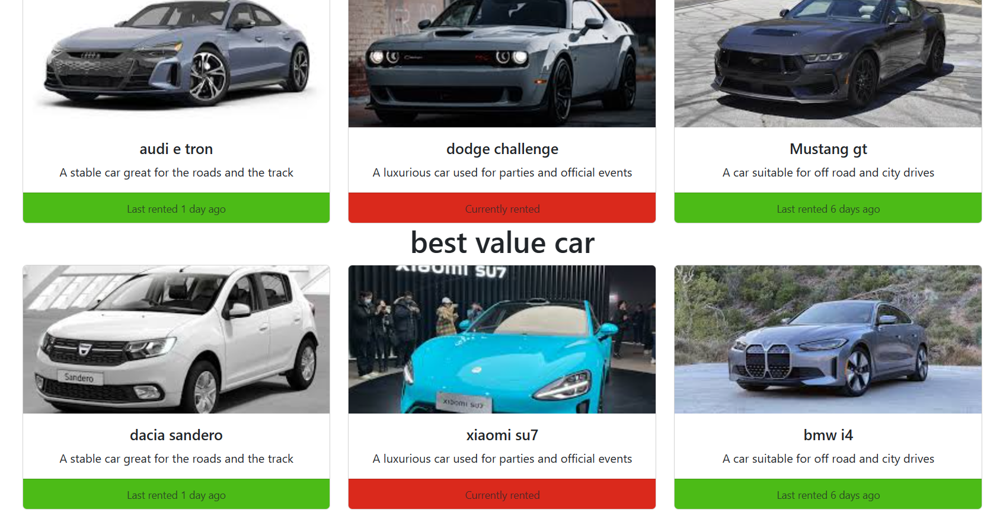 audi e tron
dodge challenge
Mustang gt
A stable car great for the roads and the track
A luxurious car used for parties and official events
A car suitable for off road and city drives
Last rented 1 day ago
Currently rented
Last rented 6 days ago
best value car
xiaomi su7
Sandero
xiaomi su7
dacia sandero
xiaomi su7
bmw i4
A stable car great for the roads and the track
A luxurious car used for parties and official events
A car suitable for off road and city drives
Last rented 1 day ago
Currently rented
Last rented 6 days ago